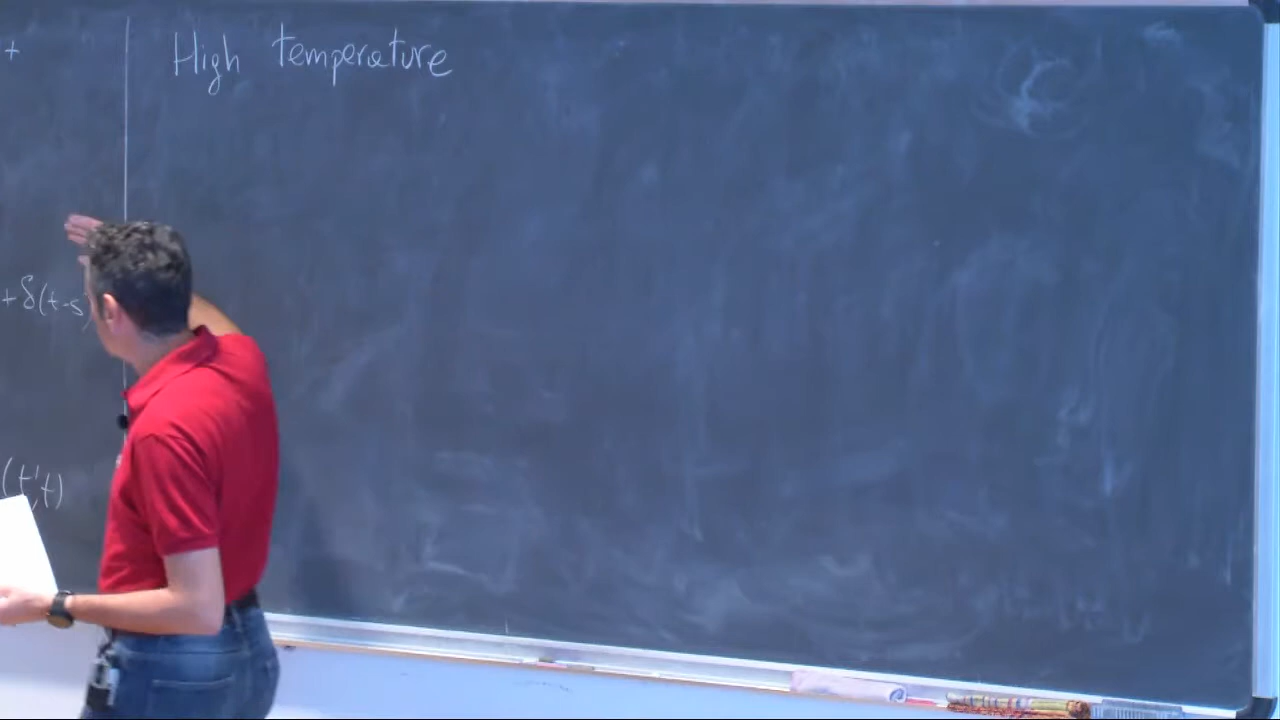 +
High temperature
+ δ(t-s
(t',t)